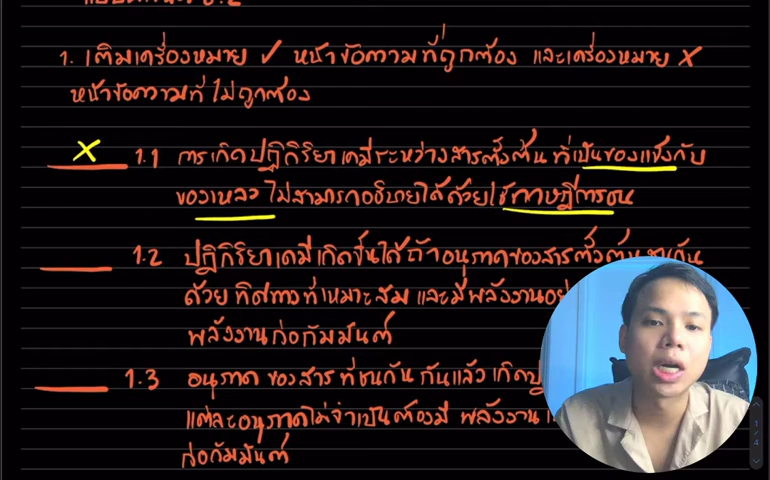 1. เติมเครื่องหมาย ✓ หน้าข้อความที่ถูกต้อง และเครื่องหมาย X
หน้าข้อความที่ไม่ถูกต้อง
X 1.1 การเกิดปฏิกิริยาเคมีระหว่างสารตั้งต้น ที่เป็นของแข็งกับ
ของเหลว ไม่สามารถอธิบายได้ด้วยใช้ทฤษฎีการชน
1.2 ปฏิกิริยาเคมีเกิดขึ้นได้ถ้าอนุภาคของสารตั้งต้นชนกัน
ด้วย ทิศทางที่เหมาะสม และมีพลังงาน
พลังงานก่อกัมมันต์
1.3 อนุภาค ของสาร ที่ชนกัน กันแล้ว
แต่ละอนุภาคไม่จำเป็นต้องมี พลังงาน
ก่อกัมมันต์
1
4